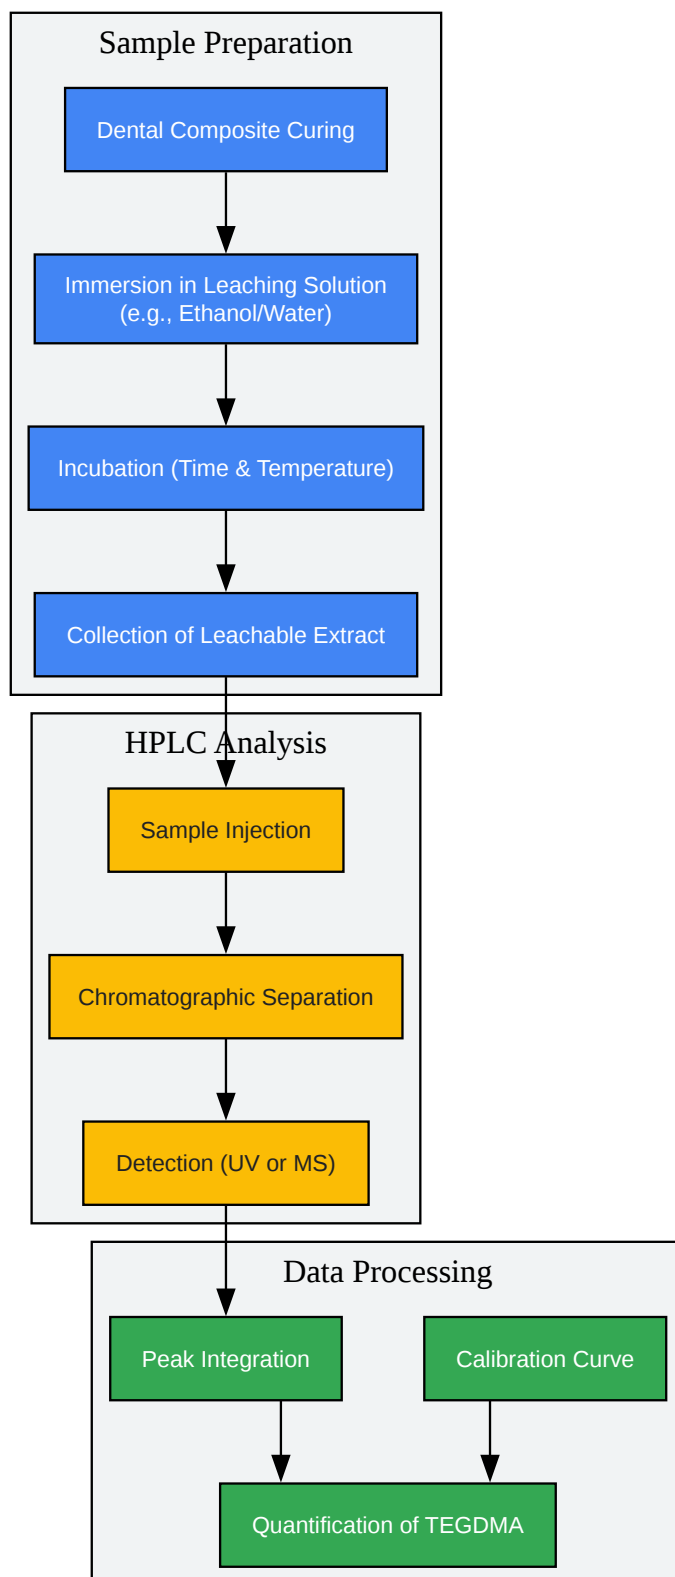 Sample Preparation
Dental Composite Curing
Immersion in Leaching Solution
(e.g., Ethanol/Water)
Incubation (Time & Temperature)
Collection of Leachable Extract
HPLC Analysis
Sample Injection
Chromatographic Separation
Detection (UV or MS)
Data Processing
Peak Integration
Calibration Curve
Quantification of TEGDMA